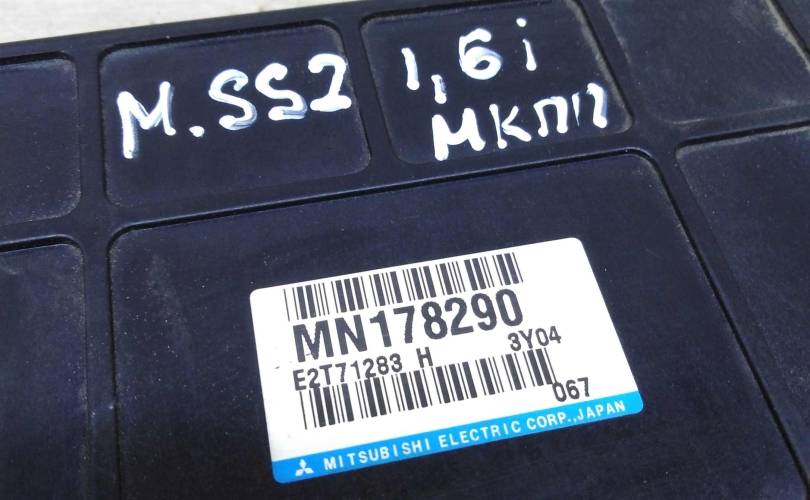 M.SS2 1,6i
МКПП
MN178290
E2T71283 H 3Y04
067
MITSUBISHI ELECTRIC CORP.,JAPAN